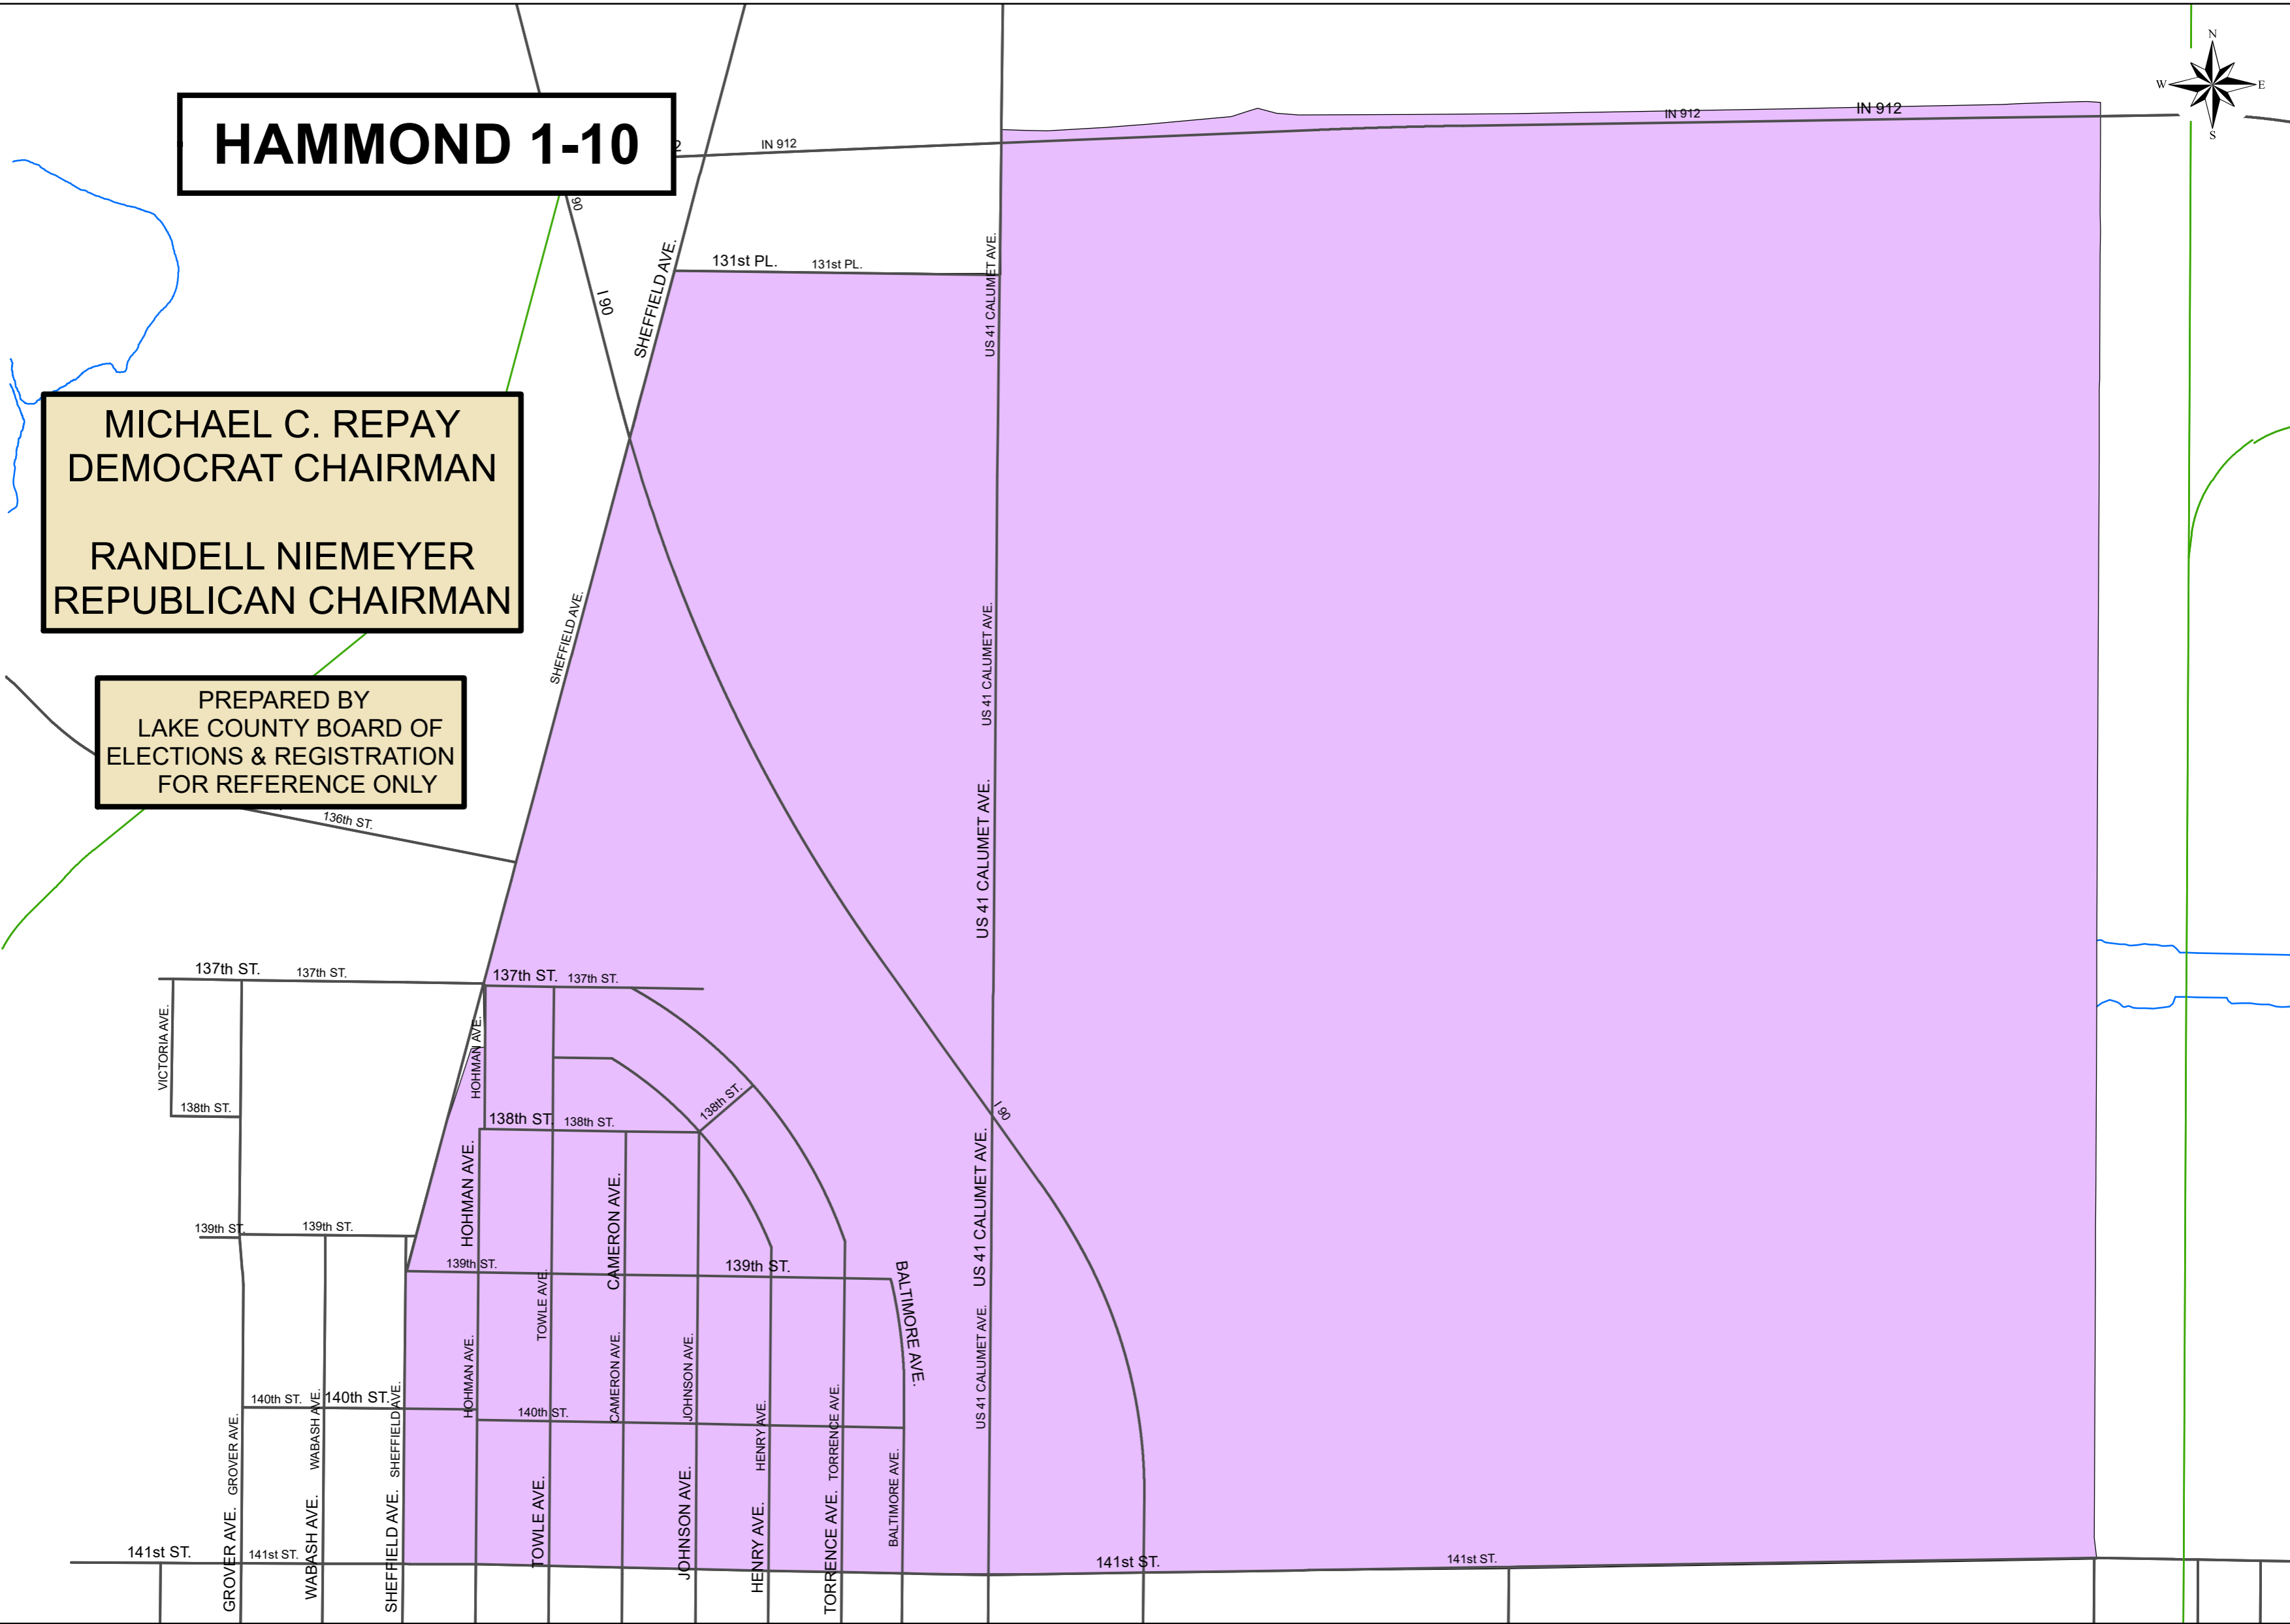 N
W
E
S
HAMMOND 1-10
IN 912
IN 912
IN 912
I 90
SHEFFIELD AVE.
131st PL.
131st PL.
US 41 CALUMET AVE.
MICHAEL C. REPAY
DEMOCRAT CHAIRMAN
RANDELL NIEMEYER
REPUBLICAN CHAIRMAN
SHEFFIELD AVE.
US 41 CALUMET AVE.
PREPARED BY
LAKE COUNTY BOARD OF
ELECTIONS & REGISTRATION
FOR REFERENCE ONLY
136th ST.
US 41 CALUMET AVE.
137th ST.
137th ST.
137th ST.
137th ST.
VICTORIA AVE.
HOHMAN AVE.
138th ST.
138th ST.
138th ST.
138th ST.
I 90
HOHMAN AVE.
CAMERON AVE.
US 41 CALUMET AVE.
139th ST.
139th ST.
139th ST.
139th ST.
TOWLE AVE.
BALTIMORE AVE.
HOHMAN AVE.
CAMERON AVE.
JOHNSON AVE.
US 41 CALUMET AVE.
140th ST.
140th ST.
140th ST.
GROVER AVE.
WABASH AVE.
SHEFFIELD AVE.
HENRY AVE.
TORRENCE AVE.
BALTIMORE AVE.
GROVER AVE.
WABASH AVE.
SHEFFIELD AVE.
TOWLE AVE.
JOHNSON AVE.
HENRY AVE.
TORRENCE AVE.
141st ST.
141st ST.
141st ST.
141st ST.